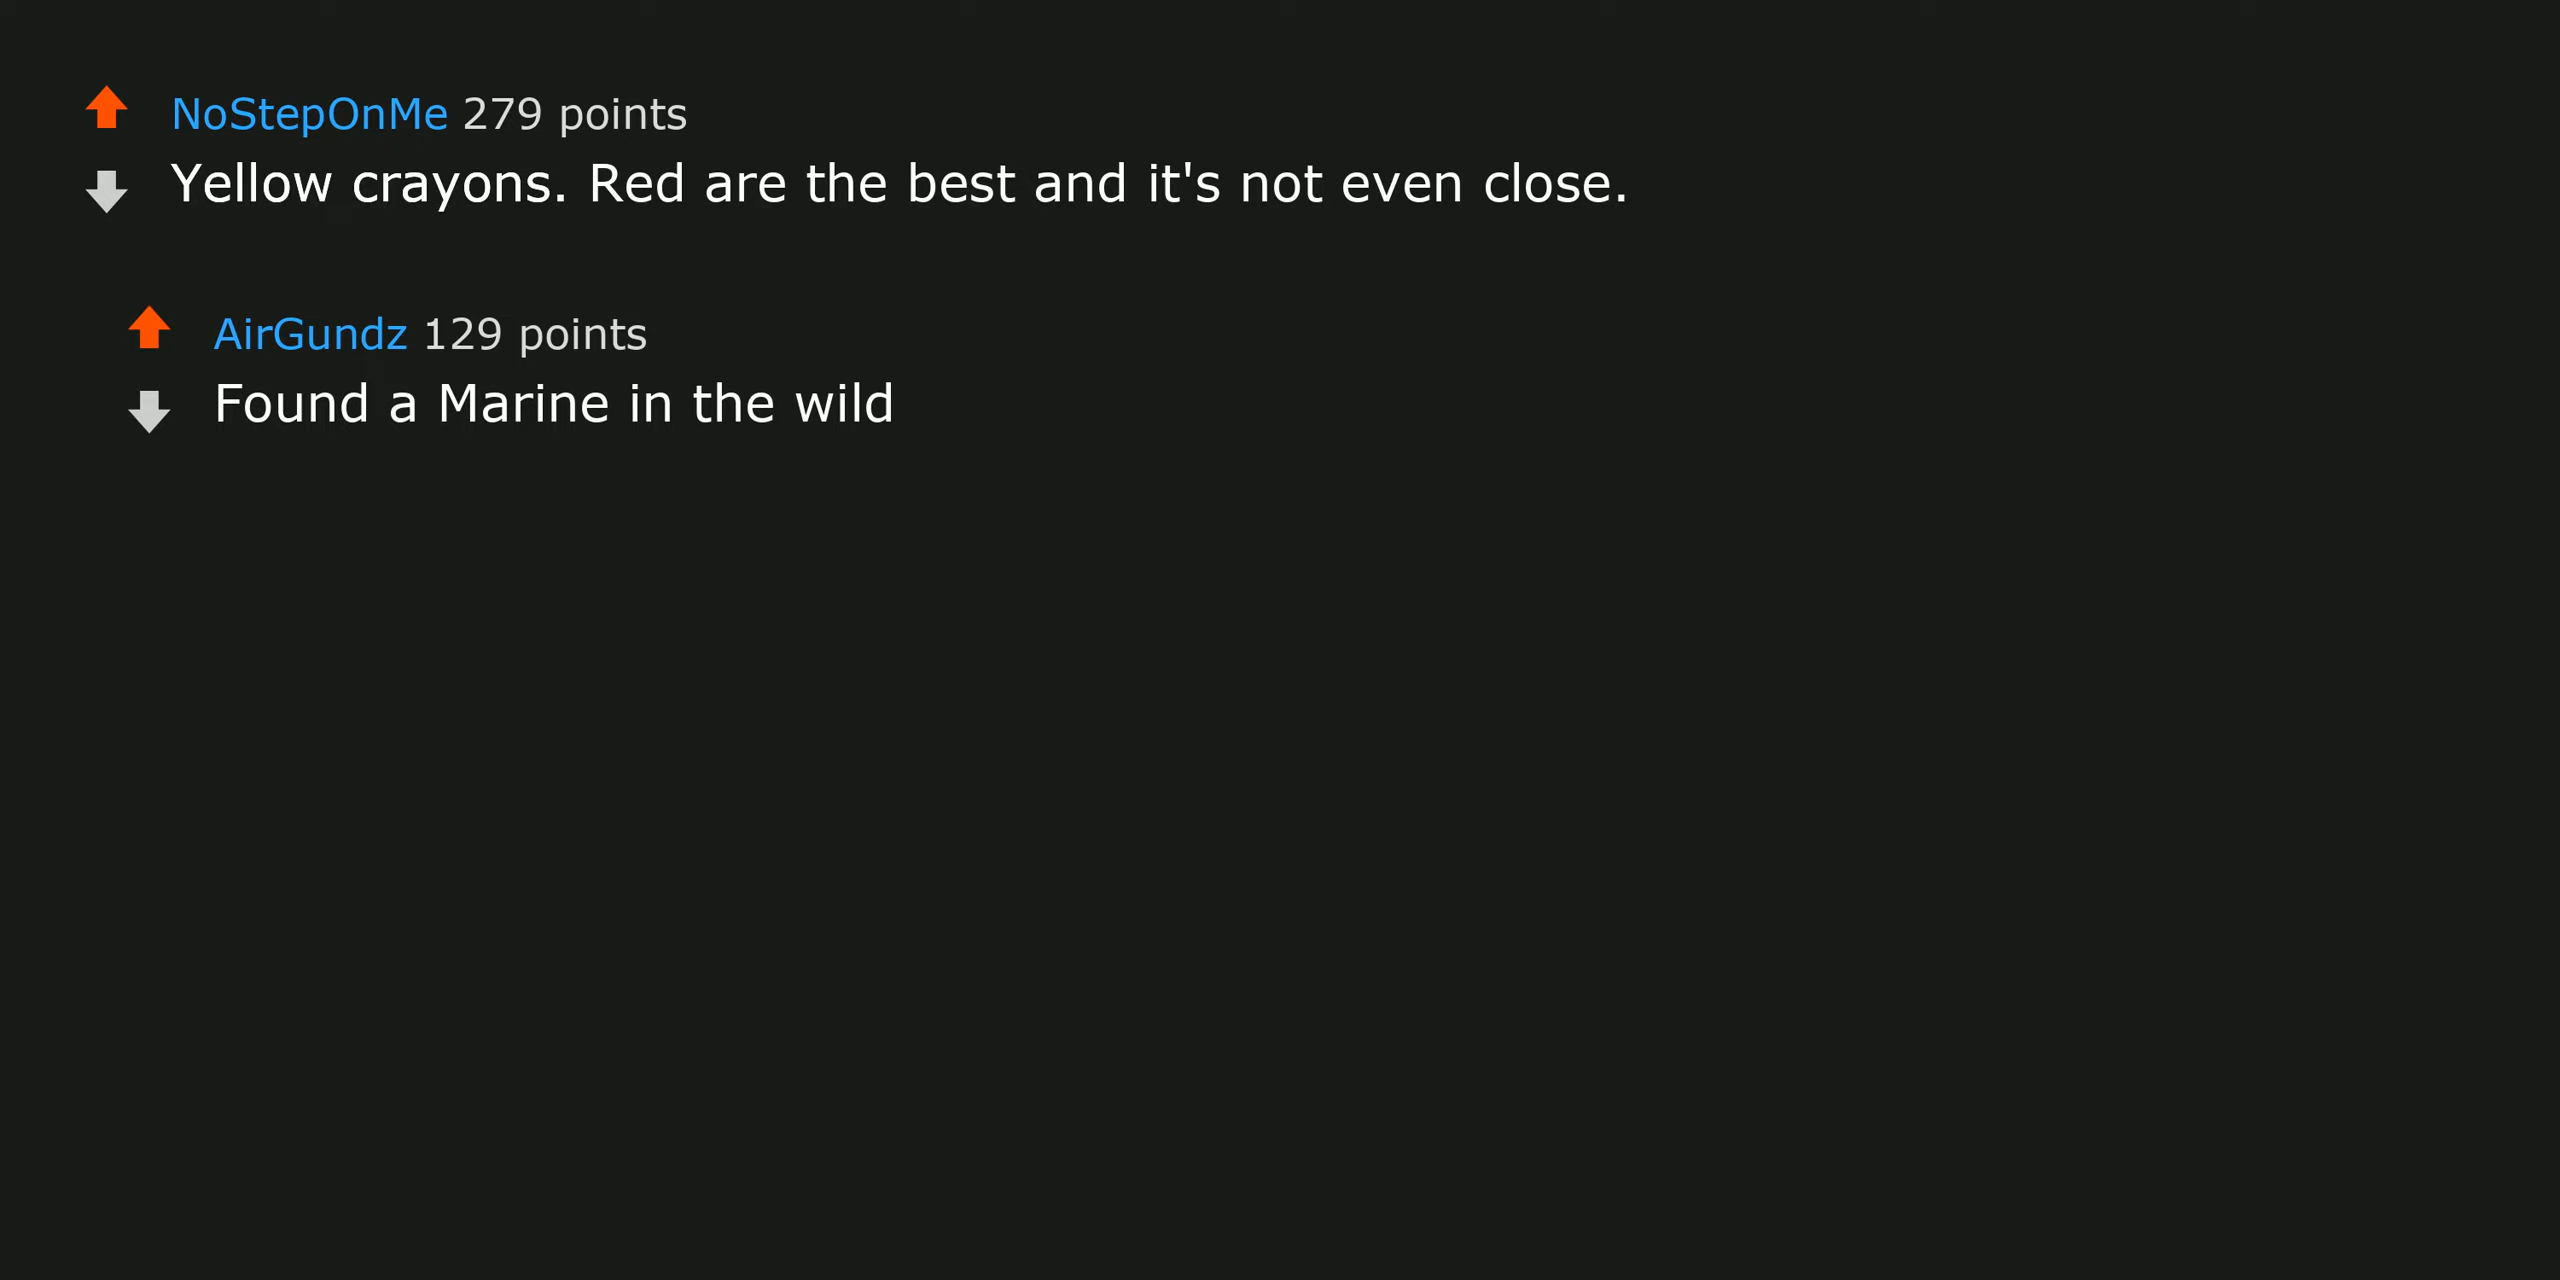 NoStepOnMe 279 points
Yellow crayons. Red are the best and it's not even close.
AirGundz 129 points
Found a Marine in the wild